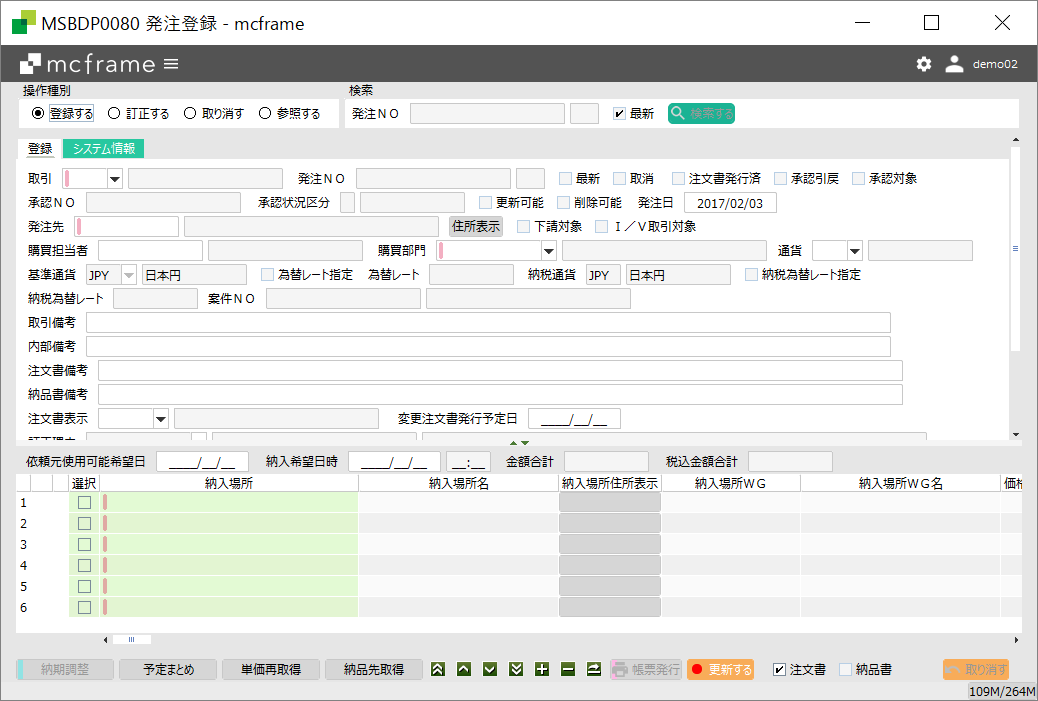 MSBDP0080 発注登録 - mcframe
mcframe demo02
操作種別 検索
登録する 訂正する 取り消す 参照する 発注ＮＯ 最新 検索する
登録 システム情報
取引 発注ＮＯ 最新 取消 注文書発行済 承認引戻 承認対象
承認ＮＯ 承認状況区分 更新可能 削除可能 発注日 2017/02/03
発注先 住所表示 下請対象 Ｉ／Ｖ取引対象
購買担当者 購買部門 通貨
基準通貨 JPY 日本円 為替レート指定 為替レート 納税通貨 JPY 日本円 納税為替レート指定
納税為替レート 案件ＮＯ
取引備考
内部備考
注文書備考
納品書備考
注文書表示 変更注文書発行予定日 ____/__/__
依頼元使用可能希望日 ____/__/__ 納入希望日時 ____/__/__ __:__ 金額合計 税込金額合計
選択 納入場所 納入場所名 納入場所住所表示 納入場所ＷＧ 納入場所ＷＧ名
1
2
3
4
5
6
納期調整 予定まとめ 単価再取得 納品先取得 帳票発行 更新する 注文書 納品書 取り消す
109M/264M